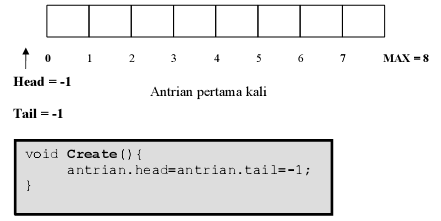 0 1 2 3 4 5 6 7 MAX = 8
Head = -1
Antrian pertama kali
Tail = -1
void Create(){
antrian.head=antrian.tail=-1;
}